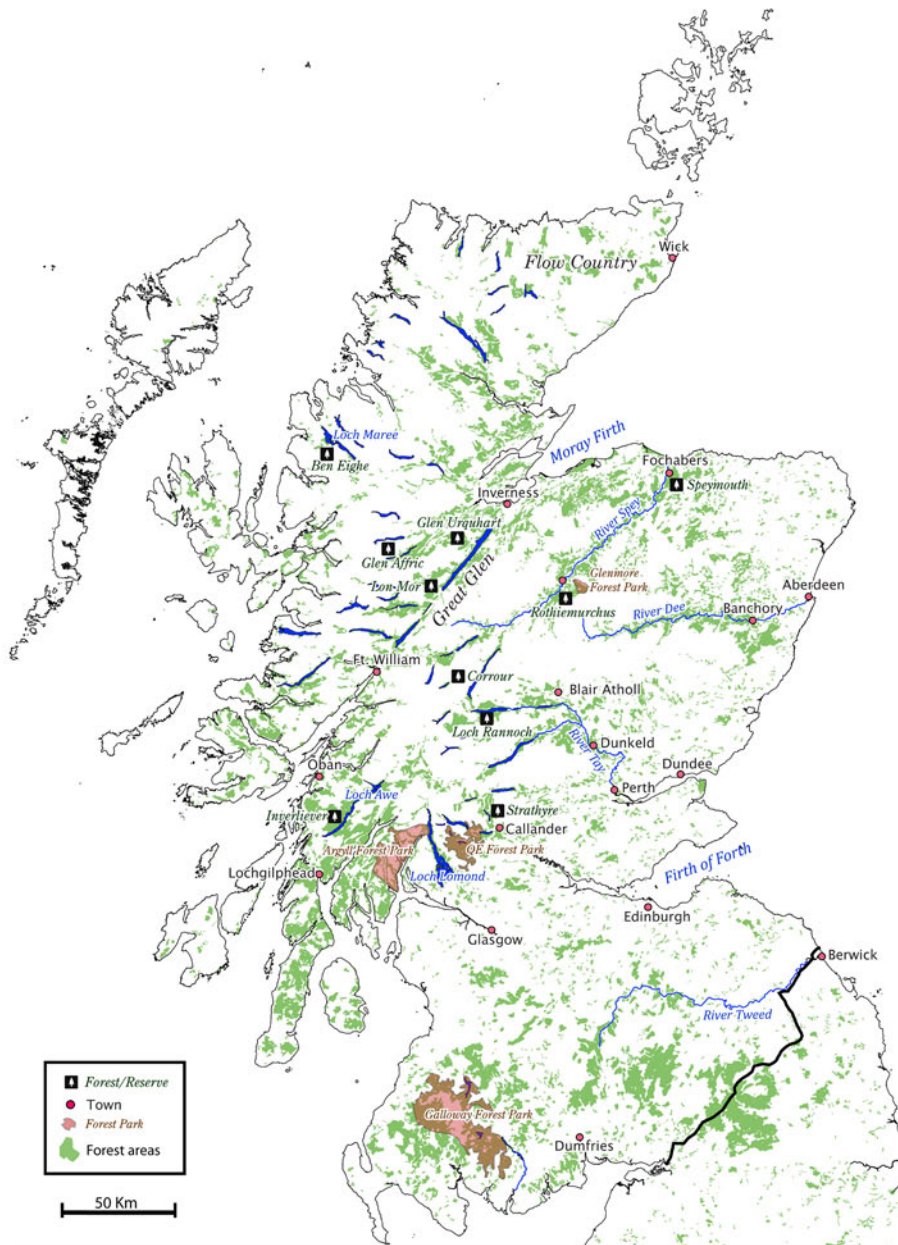 Wick
Flow Country
Loch Maree
Ben Eighe
Moray Firth
Fochabers
Speymouth
Inverness
River Spey
Glen Urquhart
Glen Affric
Lon Mor
Great Glen
Glenmore
Forest Park
Rothiemurchus
Aberdeen
Banchory
River Dee
Ft. William
Corrour
Blair Atholl
Loch Rannoch
Dunkeld
River Tay
Dundee
Perth
Oban
Loch Awe
Inverliever
Strathyre
Callander
Argyll Forest Park
QE Forest Park
Loch Lomond
Lochgilphead
Firth of Forth
Edinburgh
Glasgow
Berwick
River Tweed
Galloway Forest Park
Dumfries
Forest/Reserve
Town
Forest Park
Forest areas
50 Km